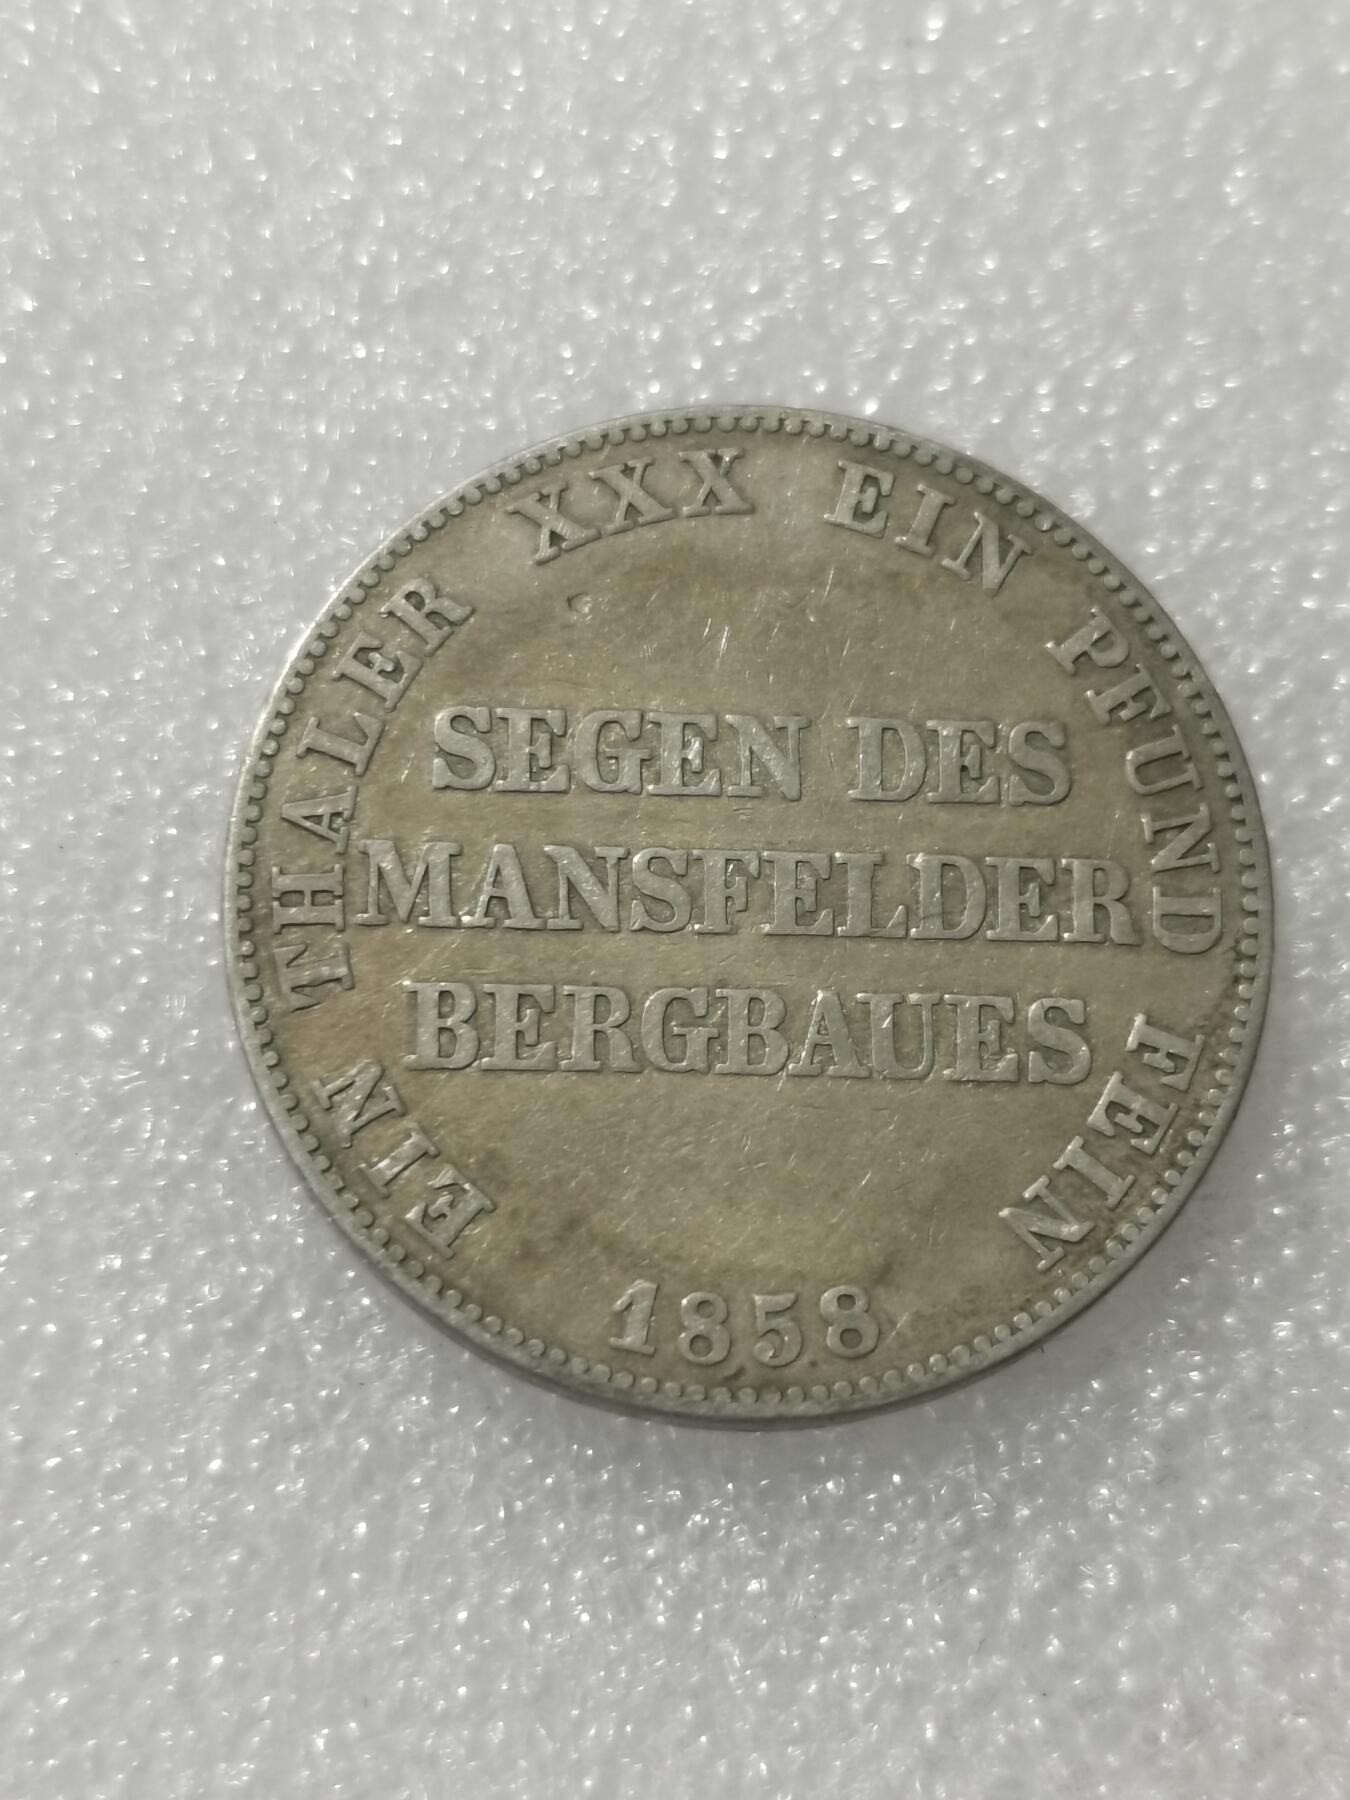 EIN THALER XXX EIN PFUND FEIN
SEGEN DES
MANSFELDER
BERGBAUES
1858